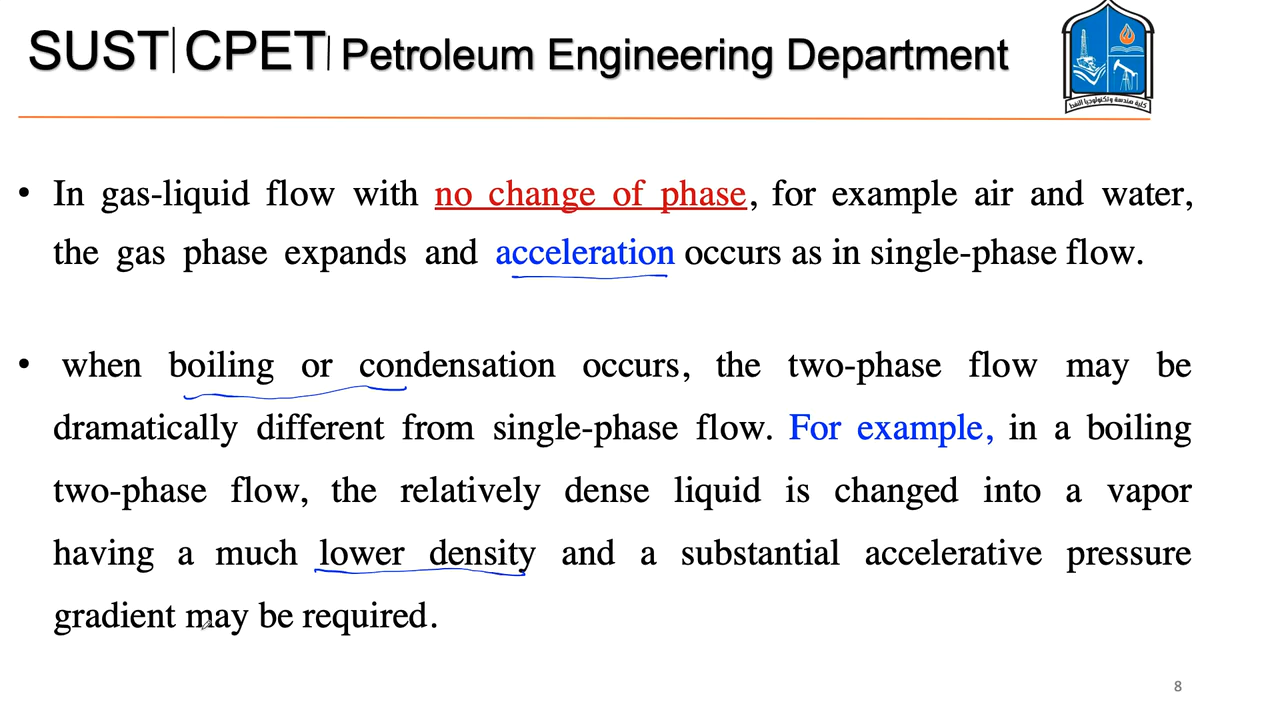 SUST|CPET| Petroleum Engineering Department
كلية هندسة وتكنولوجيا النفط
• In gas-liquid flow with no change of phase, for example air and water,
the gas phase expands and acceleration occurs as in single-phase flow.
• when boiling or condensation occurs, the two-phase flow may be
dramatically different from single-phase flow. For example, in a boiling
two-phase flow, the relatively dense liquid is changed into a vapor
having a much lower density and a substantial accelerative pressure
gradient may be required.
8